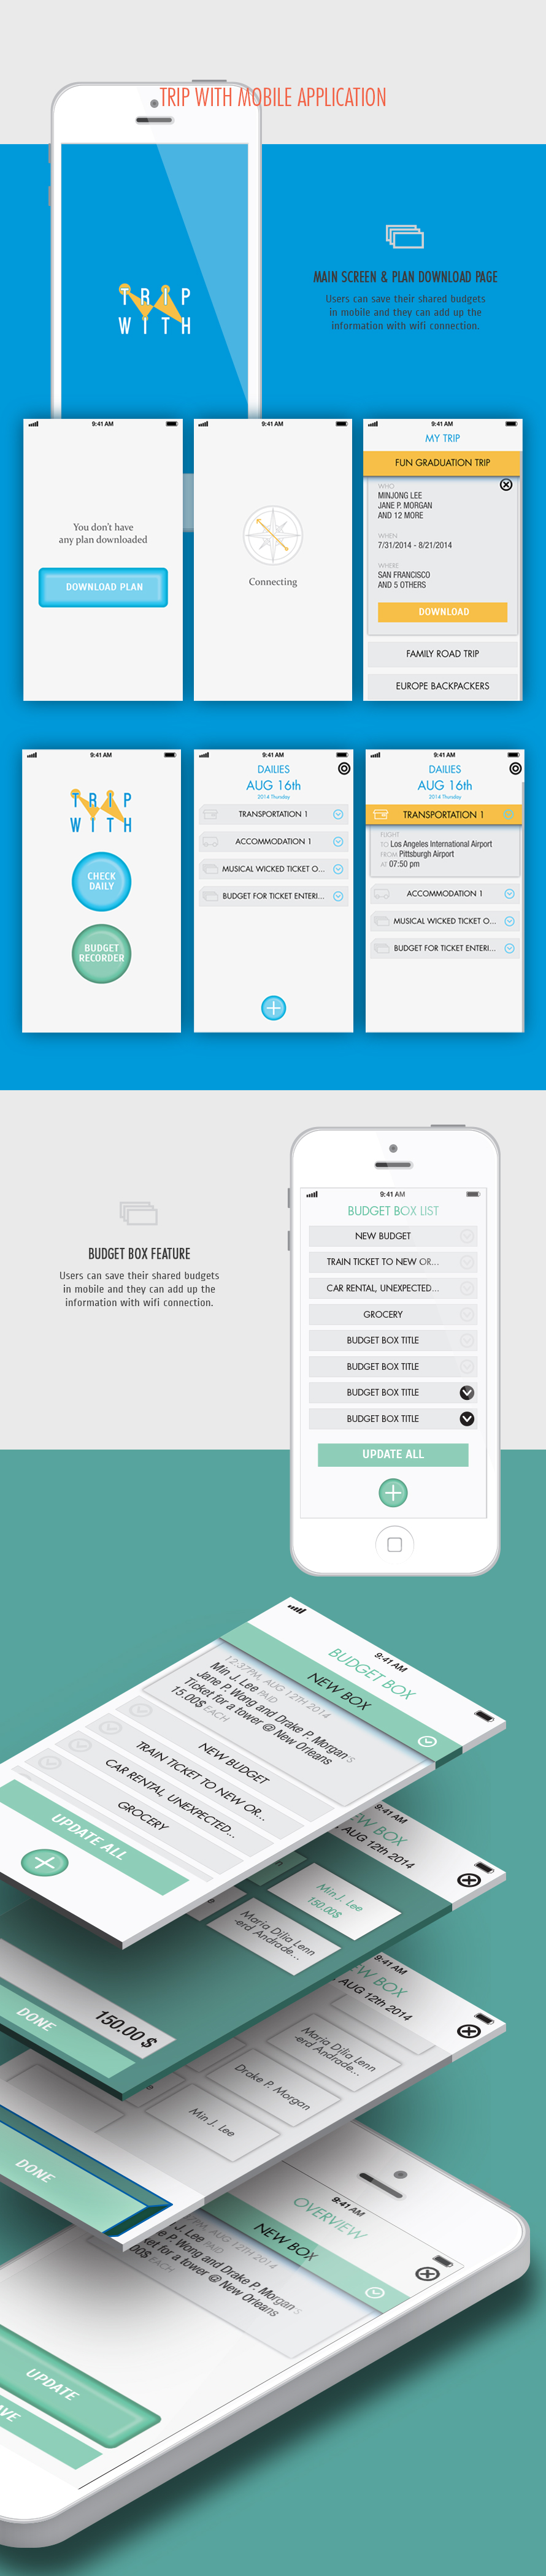 TRIP WITH MOBILE APPLICATION
TRIP
WITH
MAIN SCREEN & PLAN DOWNLOAD PAGE
Users can save their shared budgets
in mobile and they can add up the
information with wifi connection.
9:41 AM
You don't have
any plan downloaded
DOWNLOAD PLAN
9:41 AM
Connecting
9:41 AM
MY TRIP
FUN GRADUATION TRIP
WHO
MINJONG LEE
JANE P. MORGAN
AND 12 MORE
WHEN
7/31/2014 - 8/21/2014
WHERE
SAN FRANCISCO
AND 5 OTHERS
DOWNLOAD
FAMILY ROAD TRIP
EUROPE BACKPACKERS
9:41 AM
TRIP
WITH
CHECK
DAILY
BUDGET
RECORDER
9:41 AM
DAILIES
AUG 16th
2014 Thursday
TRANSPORTATION 1
ACCOMMODATION 1
MUSICAL WICKED TICKET O...
BUDGET FOR TICKET ENTERI...
9:41 AM
DAILIES
AUG 16th
2014 Thursday
TRANSPORTATION 1
FLIGHT
TO Los Angeles International Airport
FROM Pittsburgh Airport
AT 07:50 pm
ACCOMMODATION 1
MUSICAL WICKED TICKET O...
BUDGET FOR TICKET ENTERI...
BUDGET BOX FEATURE
Users can save their shared budgets
in mobile and they can add up the
information with wifi connection.
9:41 AM
BUDGET BOX LIST
NEW BUDGET
TRAIN TICKET TO NEW OR...
CAR RENTAL, UNEXPECTED...
GROCERY
BUDGET BOX TITLE
BUDGET BOX TITLE
BUDGET BOX TITLE
BUDGET BOX TITLE
UPDATE ALL
9:41 AM
BUDGET BOX
NEW BOX
12:37PM, AUG 12TH 2014
Min J. Lee PAID
Jane P. Wong and Drake P. Morgan's
Ticket for a tower @ New Orleans
15.00$ EACH
NEW BUDGET
TRAIN TICKET TO NEW OR...
CAR RENTAL, UNEXPECTED...
GROCERY
UPDATE ALL
9:41 AM
EW BOX
AUG 12th 2014
Min J. Lee
150.00$
Maria Dilia Lenn
-erd Andrade...
150.00 $
DONE
9:41 AM
EW BOX
AUG 12th 2014
Maria Dilia Lenn
-erd Andrade...
Drake P. Morgan
Min J. Lee
DONE
9:41 AM
OVERVIEW
NEW BOX
PM, AUG 12TH 2014
J. Lee PAID
P. Wong and Drake P. Morgan's
ket for a tower @ New Orleans
00$ EACH
UPDATE
AVE